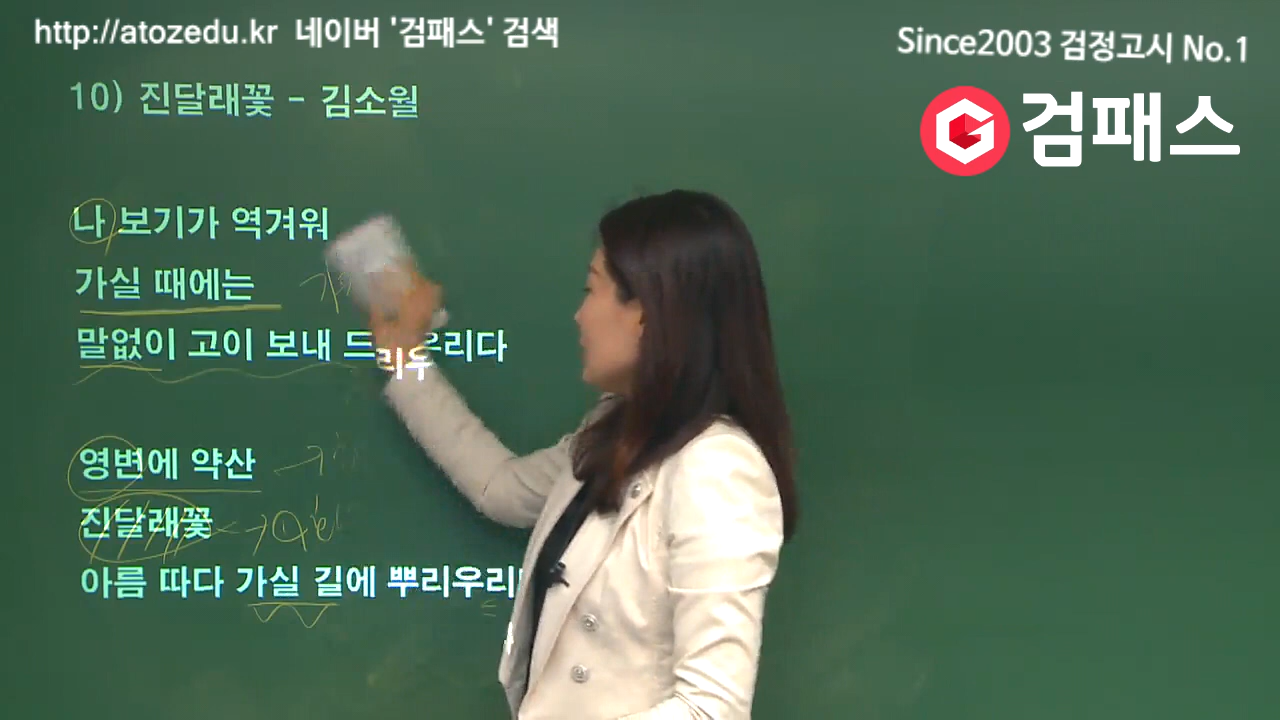 http://atozedu.kr 네이버 '검패스' 검색
Since2003 검정고시 No.1
검패스
10) 진달래꽃 - 김소월
나 보기가 역겨워
가실 때에는
말없이 고이 보내 드리우리다
영변에 약산
진달래꽃
아름 따다 가실 길에 뿌리우리